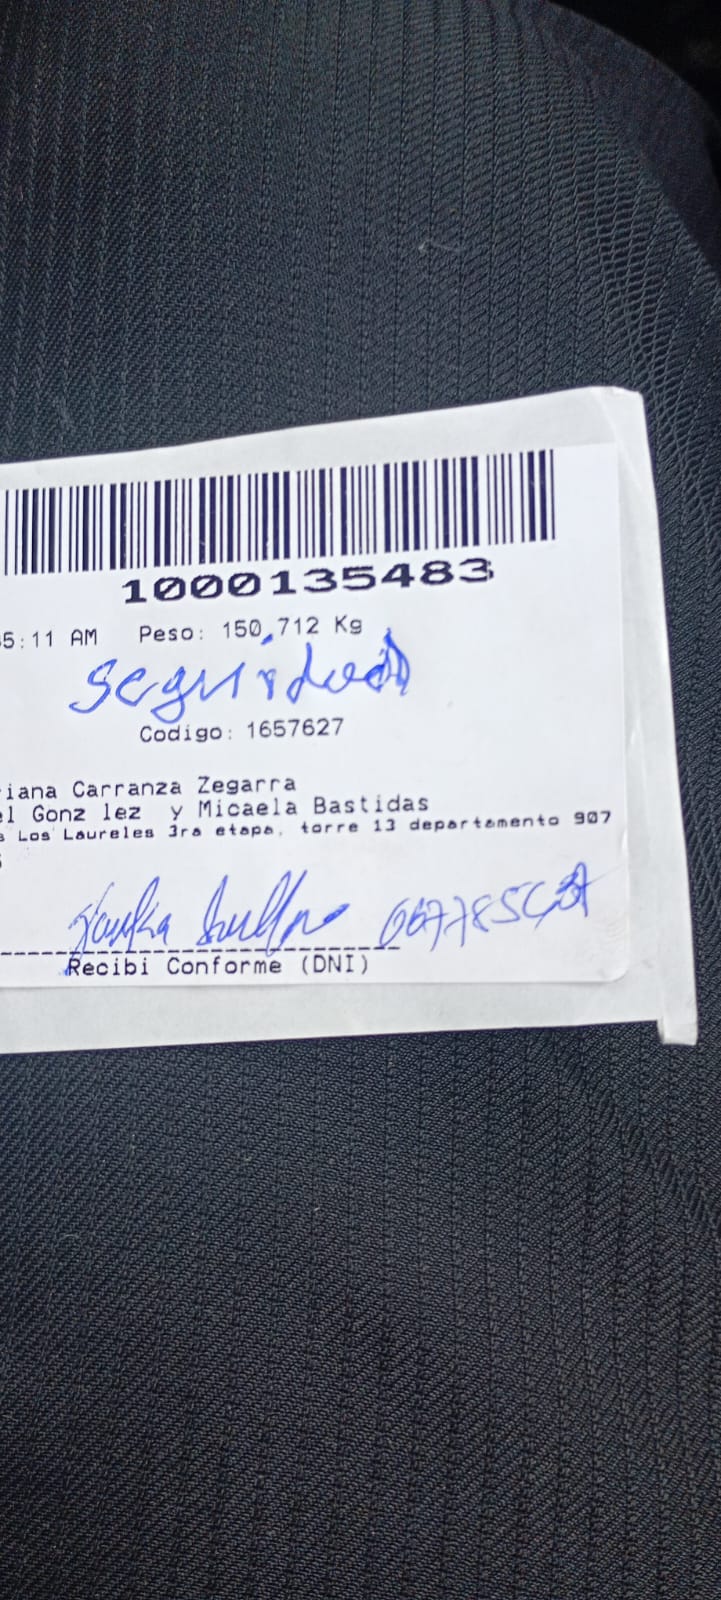 1000135483
5:11 AM Peso: 150,712 Kg
seguridad
Codigo: 1657627
iana Carranza Zegarra
el Gonz lez y Micaela Bastidas
s Los Laureles 3ra etapa, torre 13 departamento 907
Recibi Conforme (DNI)